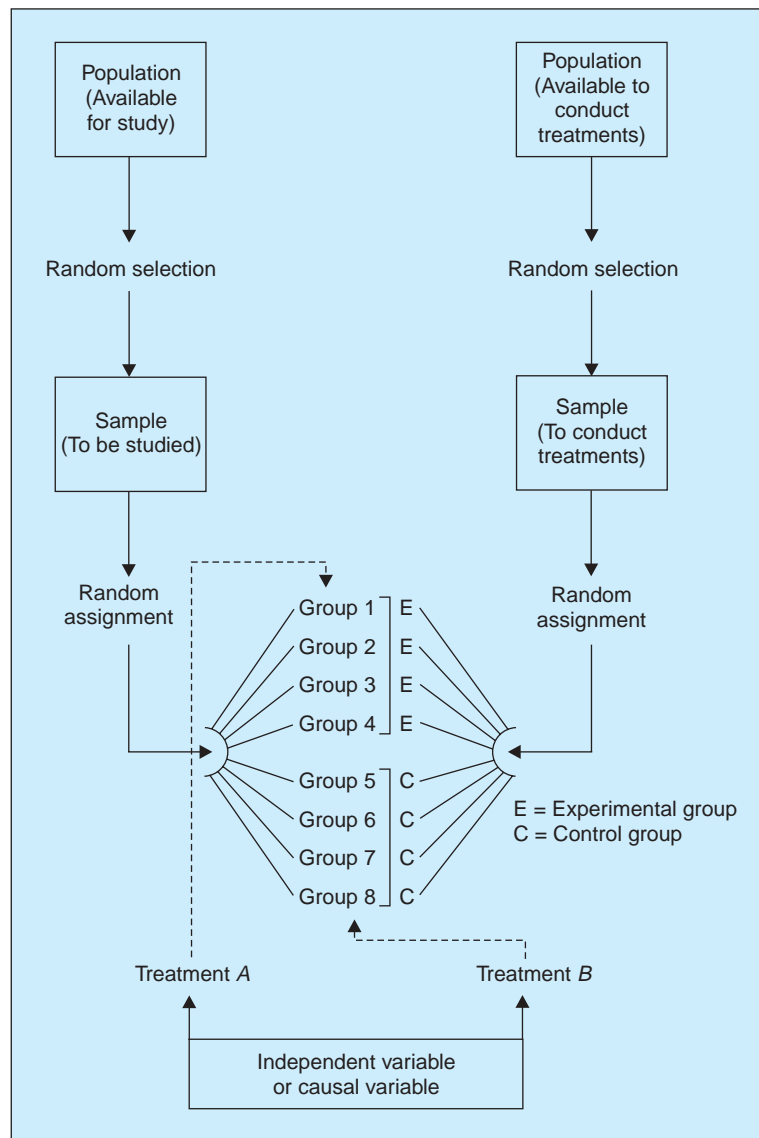 Population
(Available
for study)
Population
(Available to
conduct
treatments)
Random selection
Random selection
Sample
(To be studied)
Sample
(To conduct
treatments)
Random
assignment
Random
assignment
Group 1 E
Group 2 E
Group 3 E
Group 4 E
Group 5 C
Group 6 C
Group 7 C
Group 8 C
E = Experimental group
C = Control group
Treatment A
Treatment B
Independent variable
or causal variable